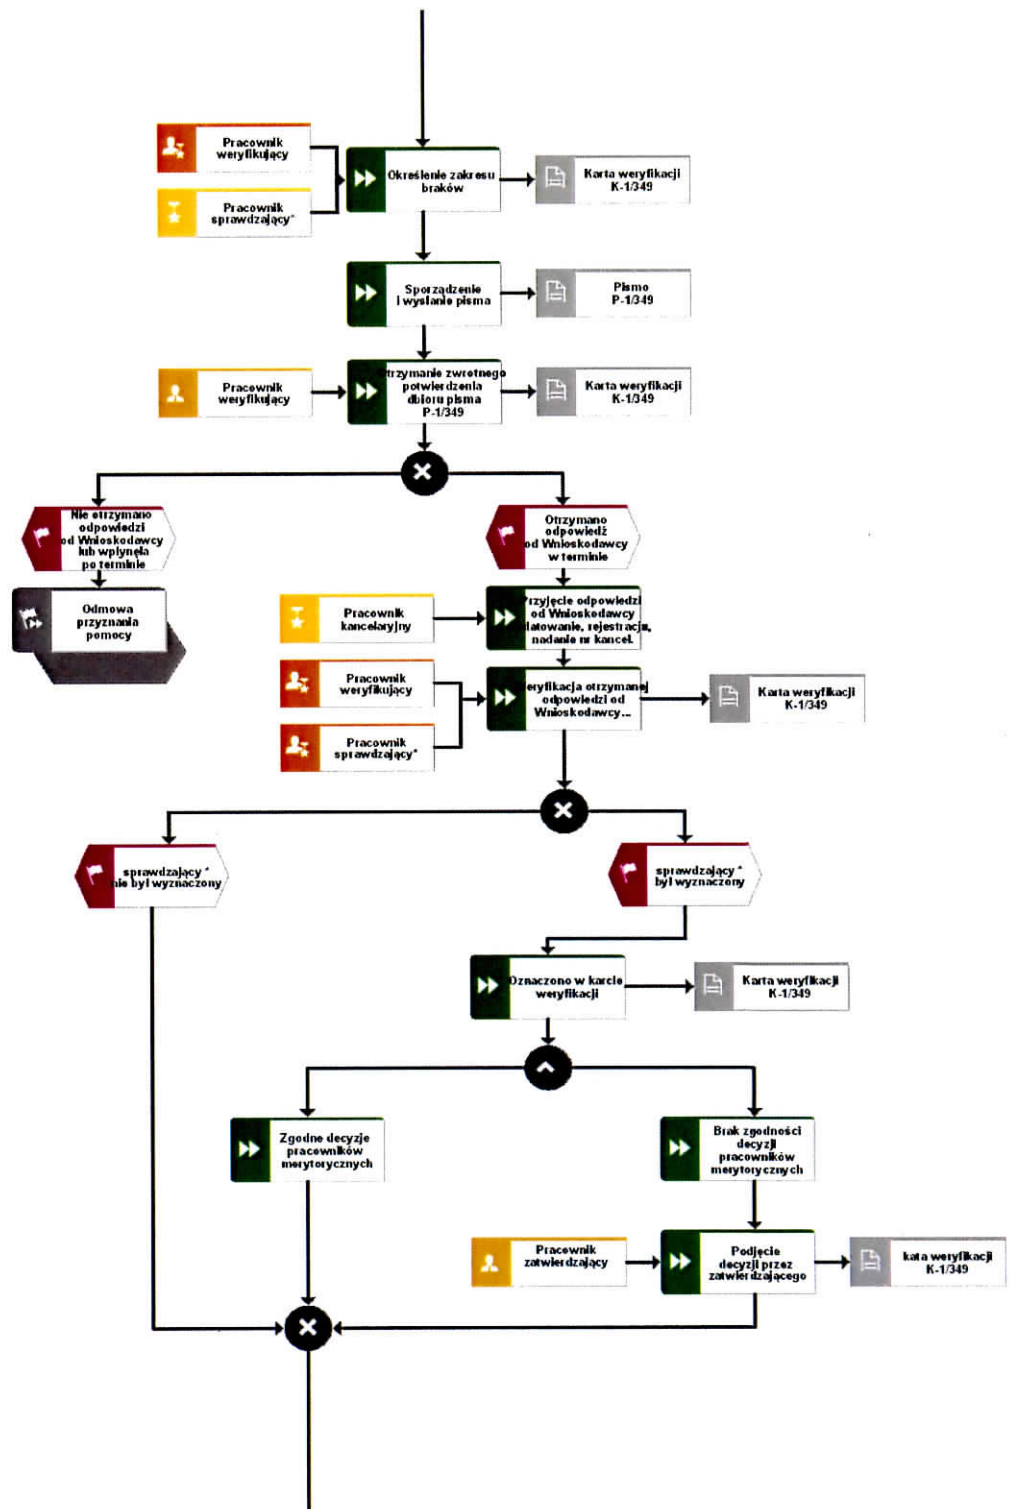 Pracownik
weryfikujący
Pracownik
sprawdzający*
Określenie zakresu
braków
Karta weryfikacji
K-1/349
Sporządzenie
i wysłanie pisma
Pismo
P-1/349
Pracownik
weryfikujący
trzymanie zwrotnego
potwierdzenia
dbioru pisma
P-1/349
Karta weryfikacji
K-1/349
Nie otrzymano
odpowiedzi
od Wnioskodawcy
lub wpłynęła
po terminie
Otrzymano
odpowiedź
od Wnioskodawcy
w terminie
Odmowa
przyznania
pomocy
Pracownik
kancelaryjny
Przyjęcie odpowiedzi
od Wnioskodawcy
datowanie, rejestracja,
nadanie nr kancel.
Pracownik
weryfikujący
Pracownik
sprawdzający*
eryfikacja otrzymanej
odpowiedzi od
Wnioskodawcy...
Karta weryfikacji
K-1/349
sprawdzający *
nie był wyznaczony
sprawdzający *
był wyznaczony
Oznaczono w karcie
weryfikacji
Karta weryfikacji
K-1/349
Zgodne decyzje
pracowników
merytorycznych
Brak zgodności
decyzji
pracowników
merytorycznych
Pracownik
zatwierdzający
Podjęcie
decyzji przez
zatwierdzającego
kata weryfikacji
K-1/349